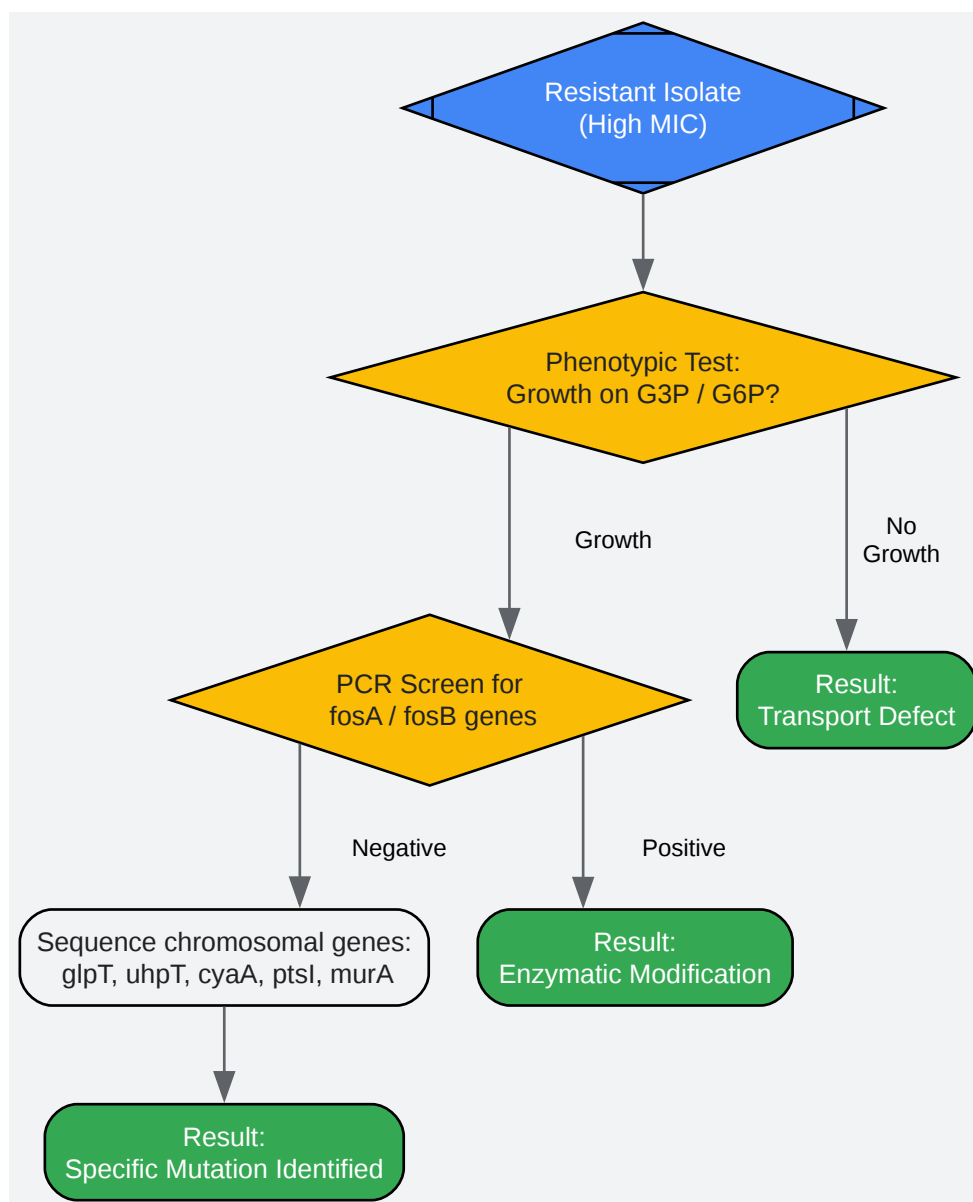 Resistant Isolate
(High MIC)
Phenotypic Test:
Growth on G3P / G6P?
Growth
No
Growth
PCR Screen for
fosA / fosB genes
Result:
Transport Defect
Negative
Positive
Sequence chromosomal genes:
glpT, uhpT, cyaA, ptsI, murA
Result:
Enzymatic Modification
Result:
Specific Mutation Identified